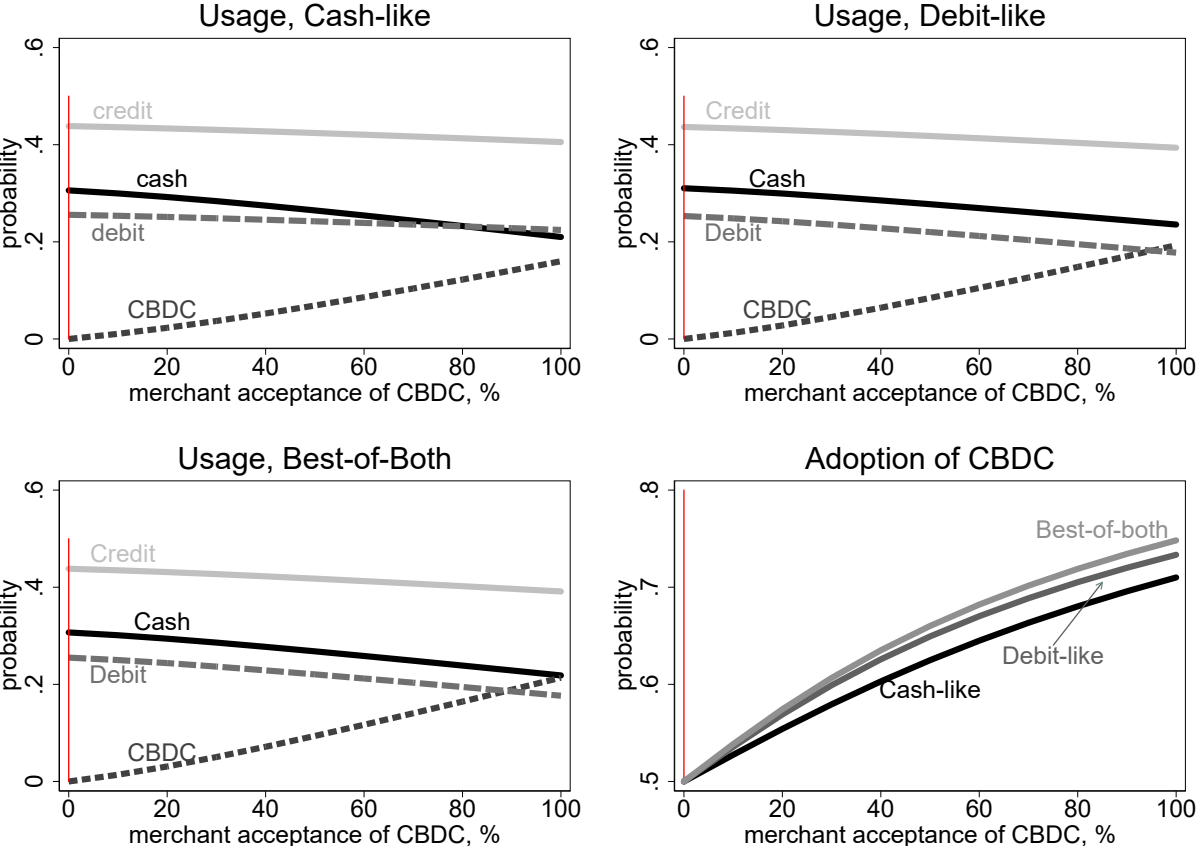 Usage, Cash-like
probability
.6
.4
.2
0
credit
cash
debit
CBDC
0 20 40 60 80 100
merchant acceptance of CBDC, %
Usage, Debit-like
probability
.6
.4
.2
0
Credit
Cash
Debit
CBDC
0 20 40 60 80 100
merchant acceptance of CBDC, %
Usage, Best-of-Both
probability
.6
.4
.2
0
Credit
Cash
Debit
CBDC
0 20 40 60 80 100
merchant acceptance of CBDC, %
Adoption of CBDC
probability
.8
.7
.6
.5
Best-of-both
Debit-like
Cash-like
0 20 40 60 80 100
merchant acceptance of CBDC, %